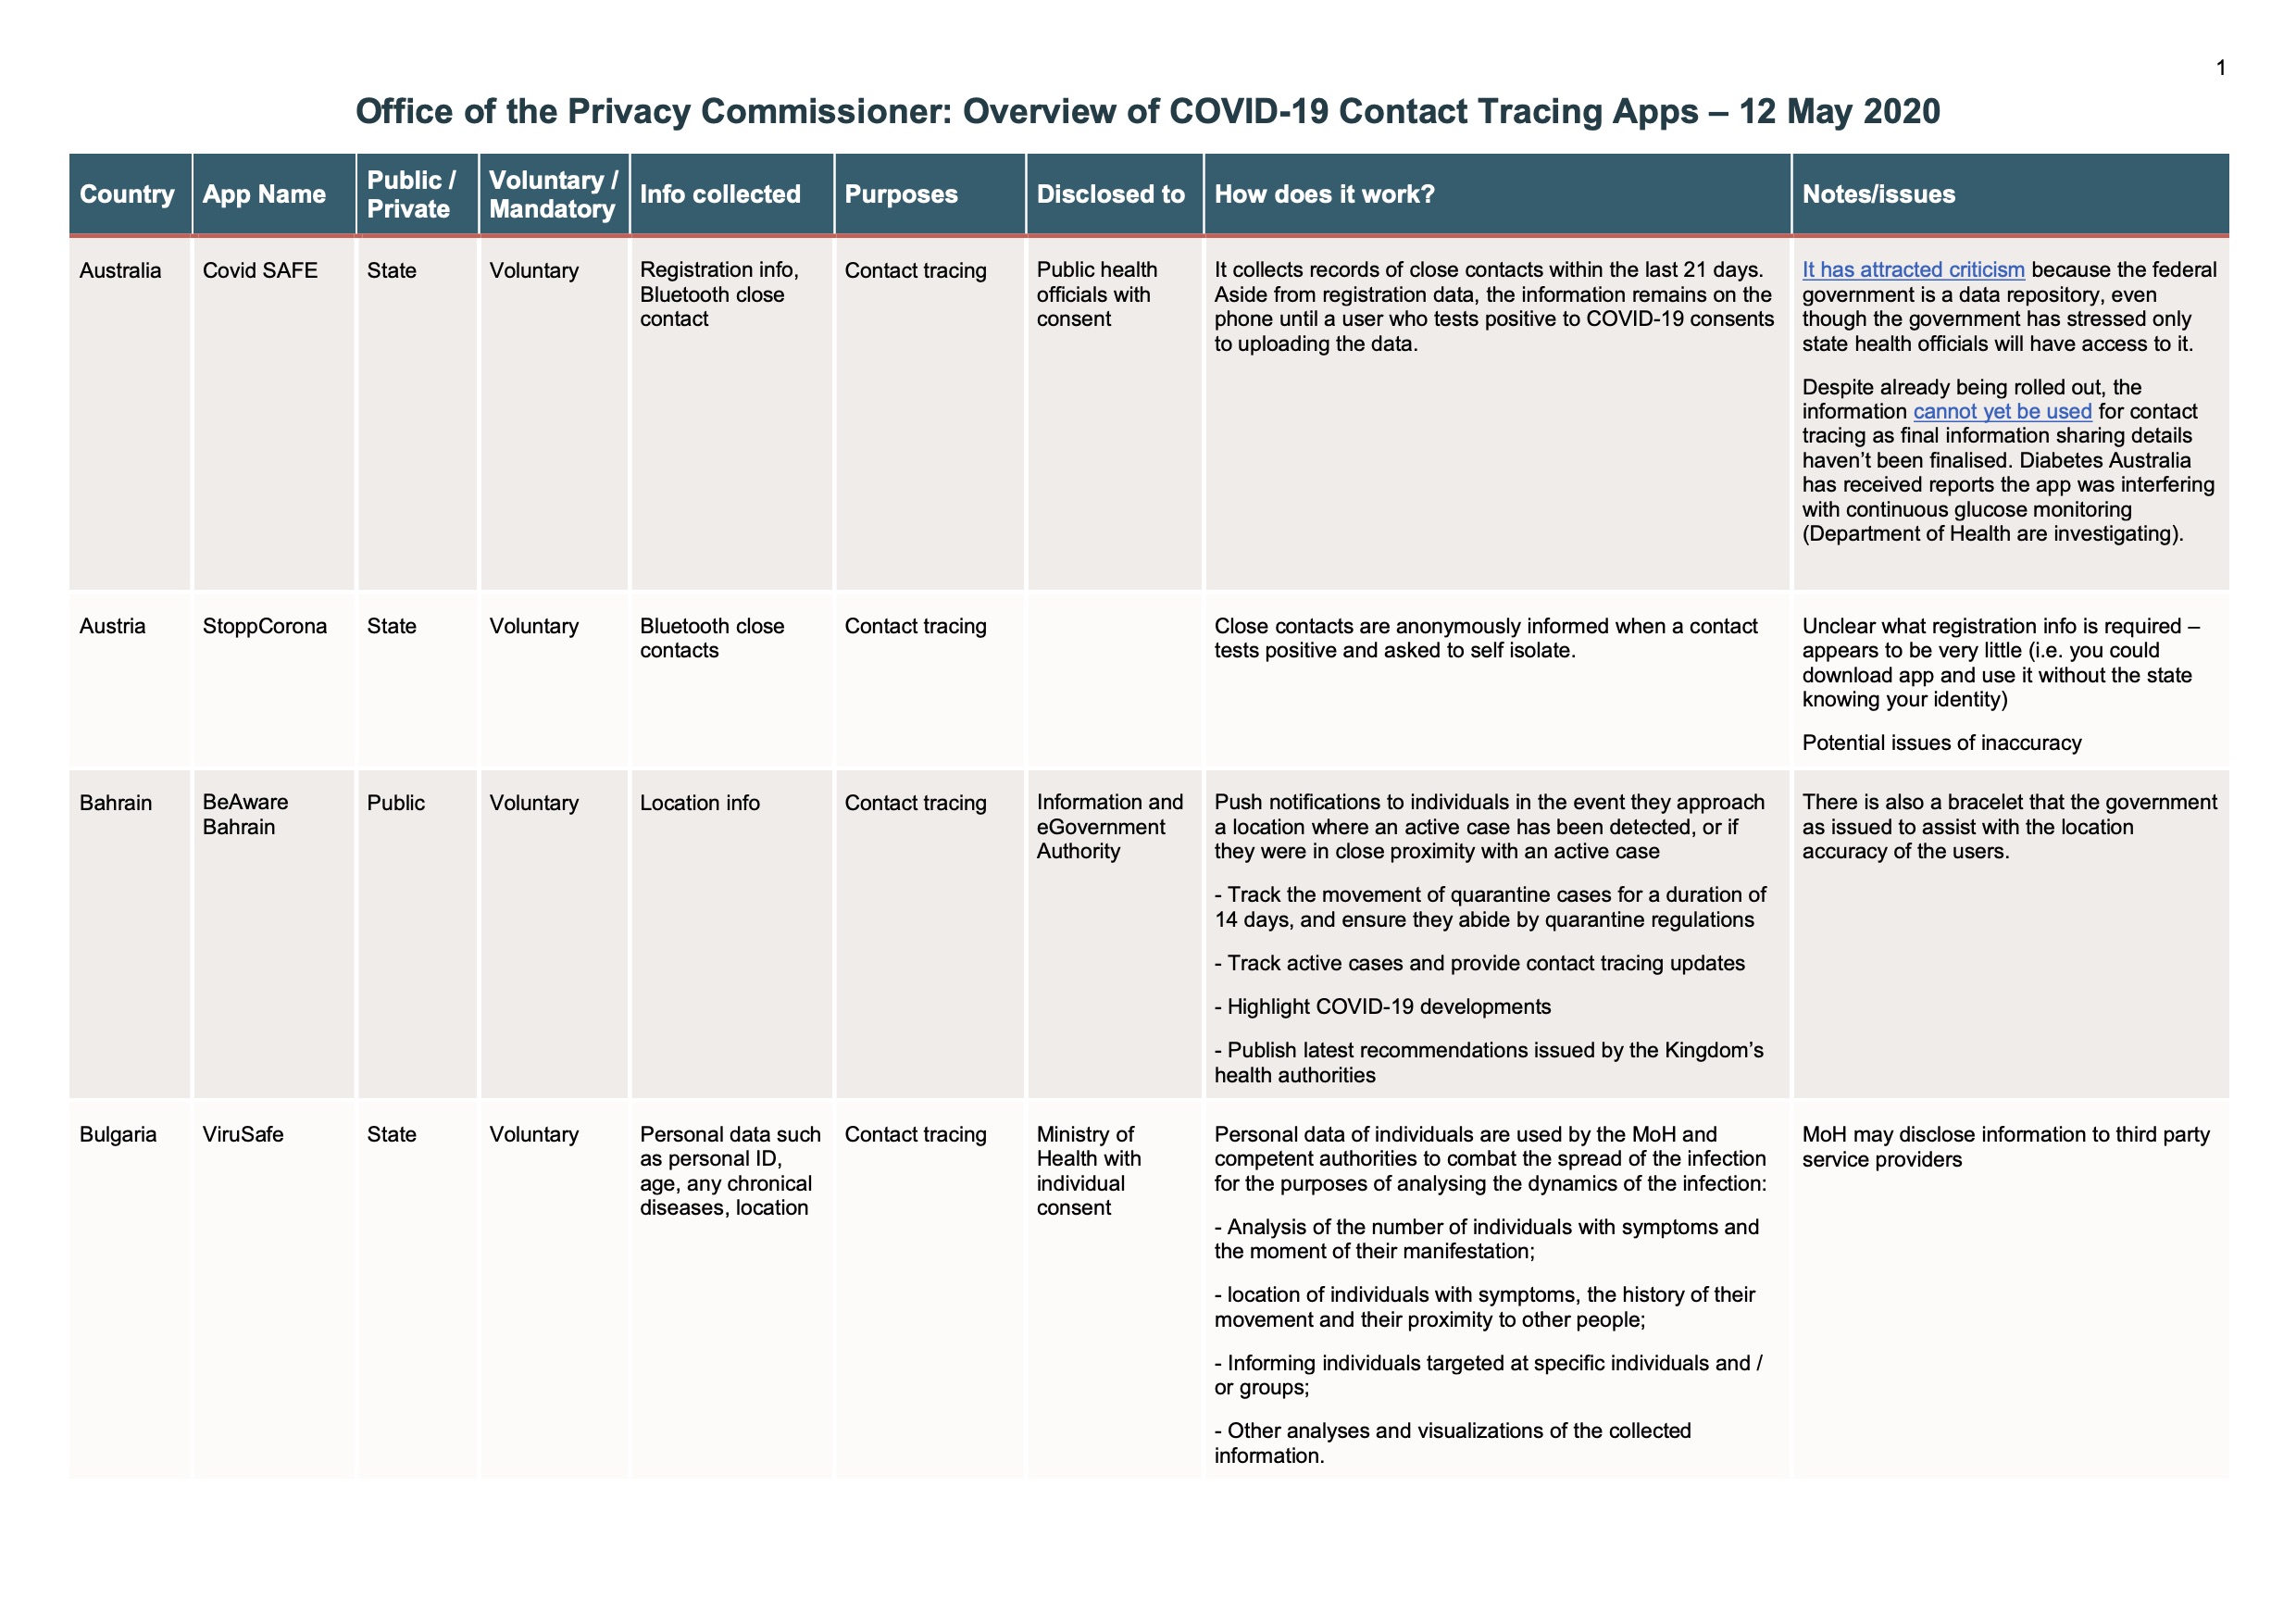 1
Office of the Privacy Commissioner: Overview of COVID-19 Contact Tracing Apps – 12 May 2020
Country
App Name
Public /
Private
Voluntary /
Mandatory
Info collected
Purposes
Disclosed to
How does it work?
Notes/issues
Australia
Covid SAFE
State
Voluntary
Registration info,
Bluetooth close
contact
Contact tracing
Public health
officials with
consent
It collects records of close contacts within the last 21 days.
Aside from registration data, the information remains on the
phone until a user who tests positive to COVID-19 consents
to uploading the data.
It has attracted criticism because the federal
government is a data repository, even
though the government has stressed only
state health officials will have access to it.
Despite already being rolled out, the
information cannot yet be used for contact
tracing as final information sharing details
haven’t been finalised. Diabetes Australia
has received reports the app was interfering
with continuous glucose monitoring
(Department of Health are investigating).
Austria
StoppCorona
State
Voluntary
Bluetooth close
contacts
Contact tracing
Close contacts are anonymously informed when a contact
tests positive and asked to self isolate.
Unclear what registration info is required –
appears to be very little (i.e. you could
download app and use it without the state
knowing your identity)
Potential issues of inaccuracy
Bahrain
BeAware
Bahrain
Public
Voluntary
Location info
Contact tracing
Information and
eGovernment
Authority
Push notifications to individuals in the event they approach
a location where an active case has been detected, or if
they were in close proximity with an active case
- Track the movement of quarantine cases for a duration of
14 days, and ensure they abide by quarantine regulations
- Track active cases and provide contact tracing updates
- Highlight COVID-19 developments
- Publish latest recommendations issued by the Kingdom’s
health authorities
There is also a bracelet that the government
as issued to assist with the location
accuracy of the users.
Bulgaria
ViruSafe
State
Voluntary
Personal data such
as personal ID,
age, any chronical
diseases, location
Contact tracing
Ministry of
Health with
individual
consent
Personal data of individuals are used by the MoH and
competent authorities to combat the spread of the infection
for the purposes of analysing the dynamics of the infection:
- Analysis of the number of individuals with symptoms and
the moment of their manifestation;
- location of individuals with symptoms, the history of their
movement and their proximity to other people;
- Informing individuals targeted at specific individuals and /
or groups;
- Other analyses and visualizations of the collected
information.
MoH may disclose information to third party
service providers